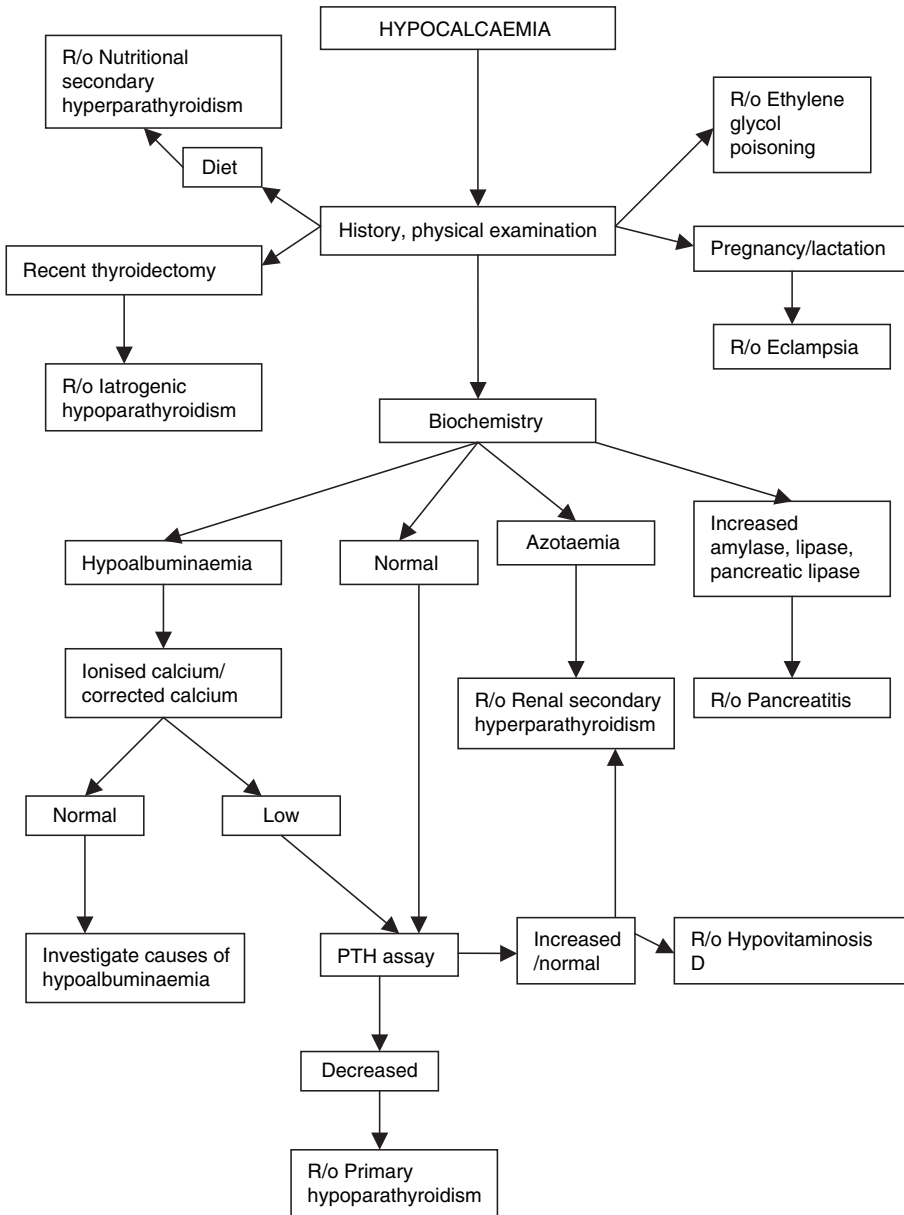 HYPOCALCAEMIA
R/o Nutritional
secondary
hyperparathyroidism
R/o Ethylene
glycol
poisoning
Diet
History, physical examination
Pregnancy/lactation
Recent thyroidectomy
R/o Eclampsia
R/o Iatrogenic
hypoparathyroidism
Biochemistry
Hypoalbuminaemia
Normal
Azotaemia
Increased
amylase, lipase,
pancreatic lipase
Ionised calcium/
corrected calcium
R/o Renal secondary
hyperparathyroidism
R/o Pancreatitis
Normal
Low
Investigate causes of
hypoalbuminaemia
PTH assay
Increased
/normal
R/o Hypovitaminosis
D
Decreased
R/o Primary
hypoparathyroidism